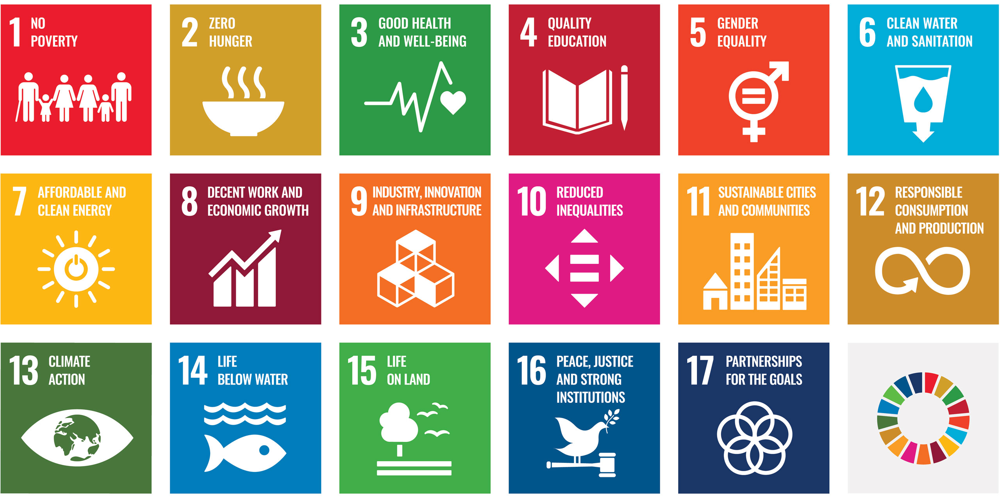 1 NO
POVERTY
2 ZERO
HUNGER
3 GOOD HEALTH
AND WELL-BEING
4 QUALITY
EDUCATION
5 GENDER
EQUALITY
6 CLEAN WATER
AND SANITATION
7 AFFORDABLE AND
CLEAN ENERGY
8 DECENT WORK AND
ECONOMIC GROWTH
9 INDUSTRY, INNOVATION
AND INFRASTRUCTURE
10 REDUCED
INEQUALITIES
11 SUSTAINABLE CITIES
AND COMMUNITIES
12 RESPONSIBLE
CONSUMPTION
AND PRODUCTION
13 CLIMATE
ACTION
14 LIFE
BELOW WATER
15 LIFE
ON LAND
16 PEACE, JUSTICE
AND STRONG
INSTITUTIONS
17 PARTNERSHIPS
FOR THE GOALS